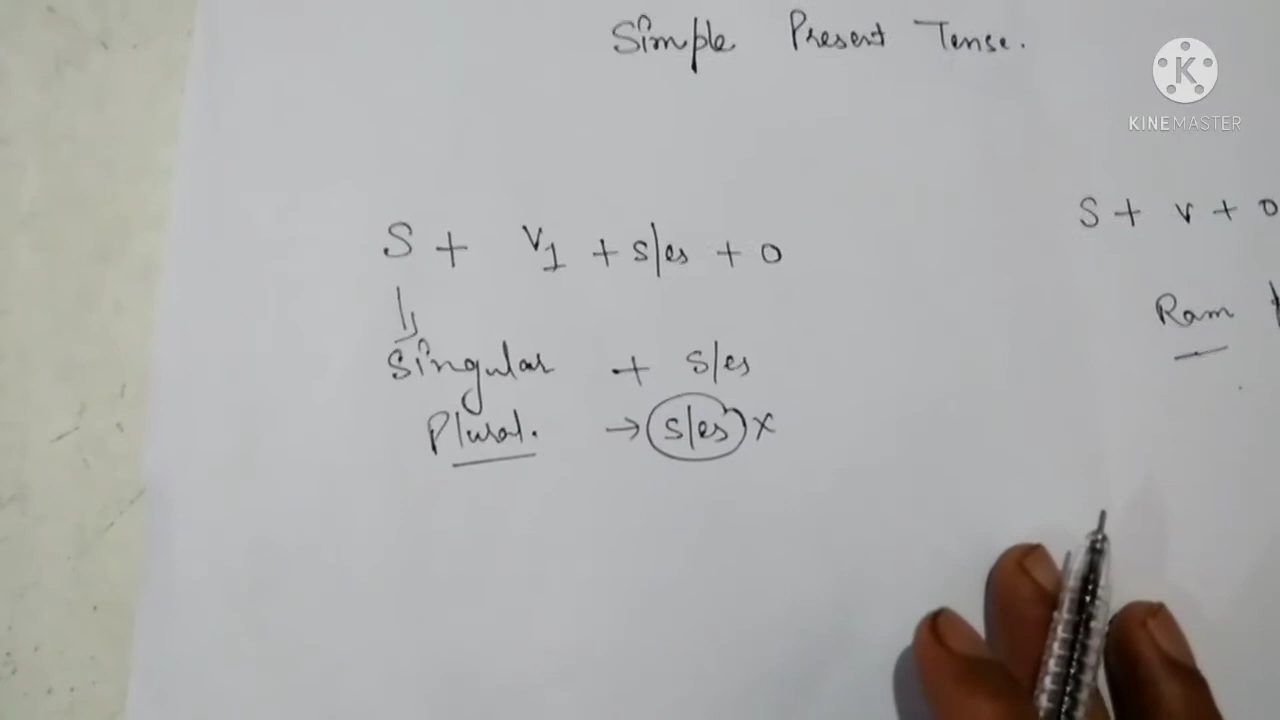 Simple Present Tense.
KINEMASTER
S + V1 + s/es + O
S + V + O
Singular + s/es
Ram
Plural. → s/es x